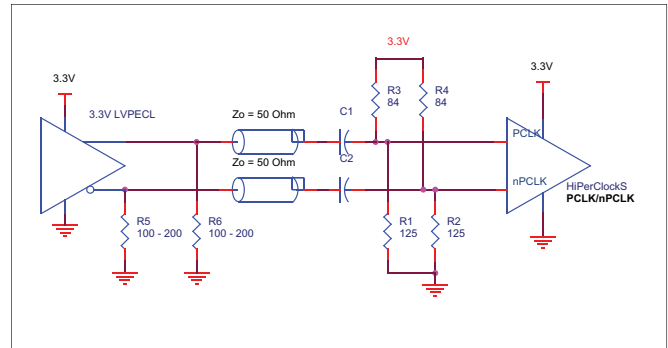 3.3V
3.3V
3.3V
3.3V LVPECL
Zo = 50 Ohm
C1
R3
84
R4
84
Zo = 50 Ohm
C2
PCLK
nPCLK
HiPerClockS
PCLK/nPCLK
R5
100 - 200
R6
100 - 200
R1
125
R2
125